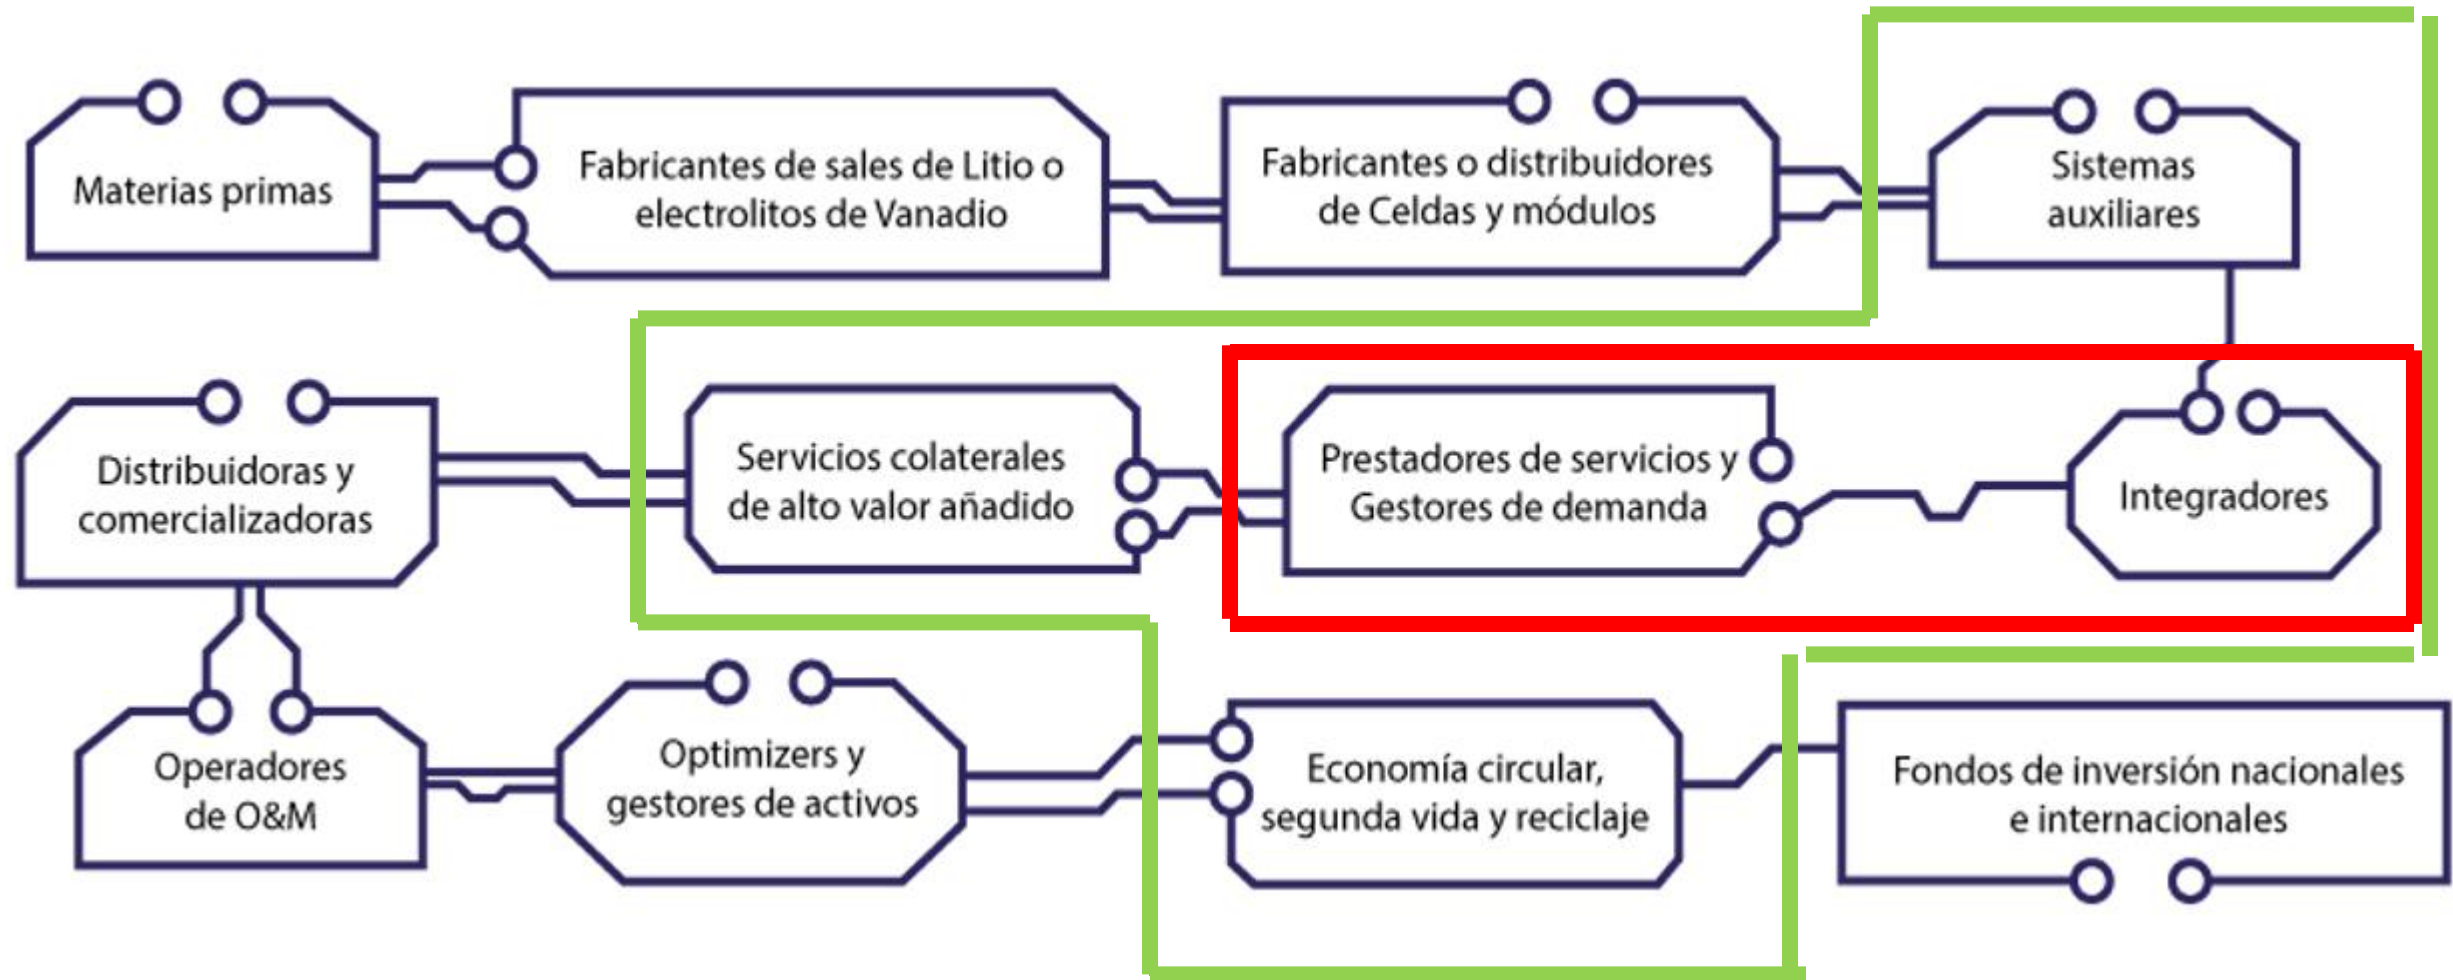 Materias primas
Fabricantes de sales de Litio o
electrolitos de Vanadio
Fabricantes o distribuidores
de Celdas y módulos
Sistemas
auxiliares
Distribuidoras y
comercializadoras
Servicios colaterales
de alto valor añadido
Prestadores de servicios y
Gestores de demanda
Integradores
Operadores
de O&M
Optimizers y
gestores de activos
Economía circular,
segunda vida y reciclaje
Fondos de inversión nacionales
e internacionales